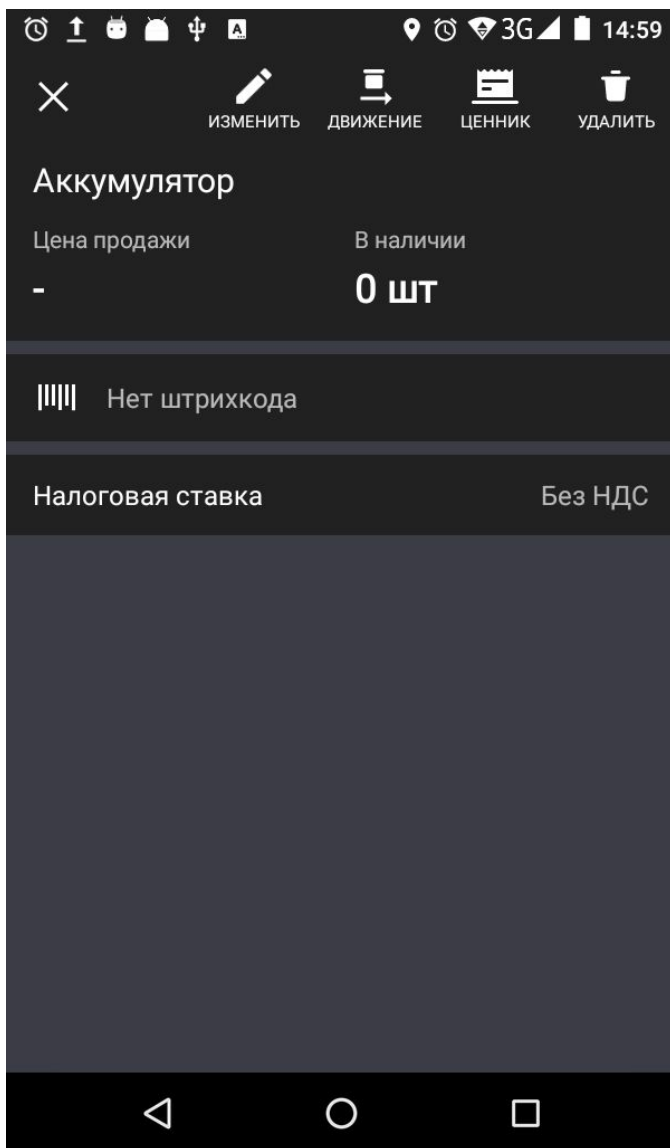 3G 14:59
ИЗМЕНИТЬ ДВИЖЕНИЕ ЦЕННИК УДАЛИТЬ
Аккумулятор
Цена продажи В наличии
- 0 шт
Нет штрихкода
Налоговая ставка Без НДС